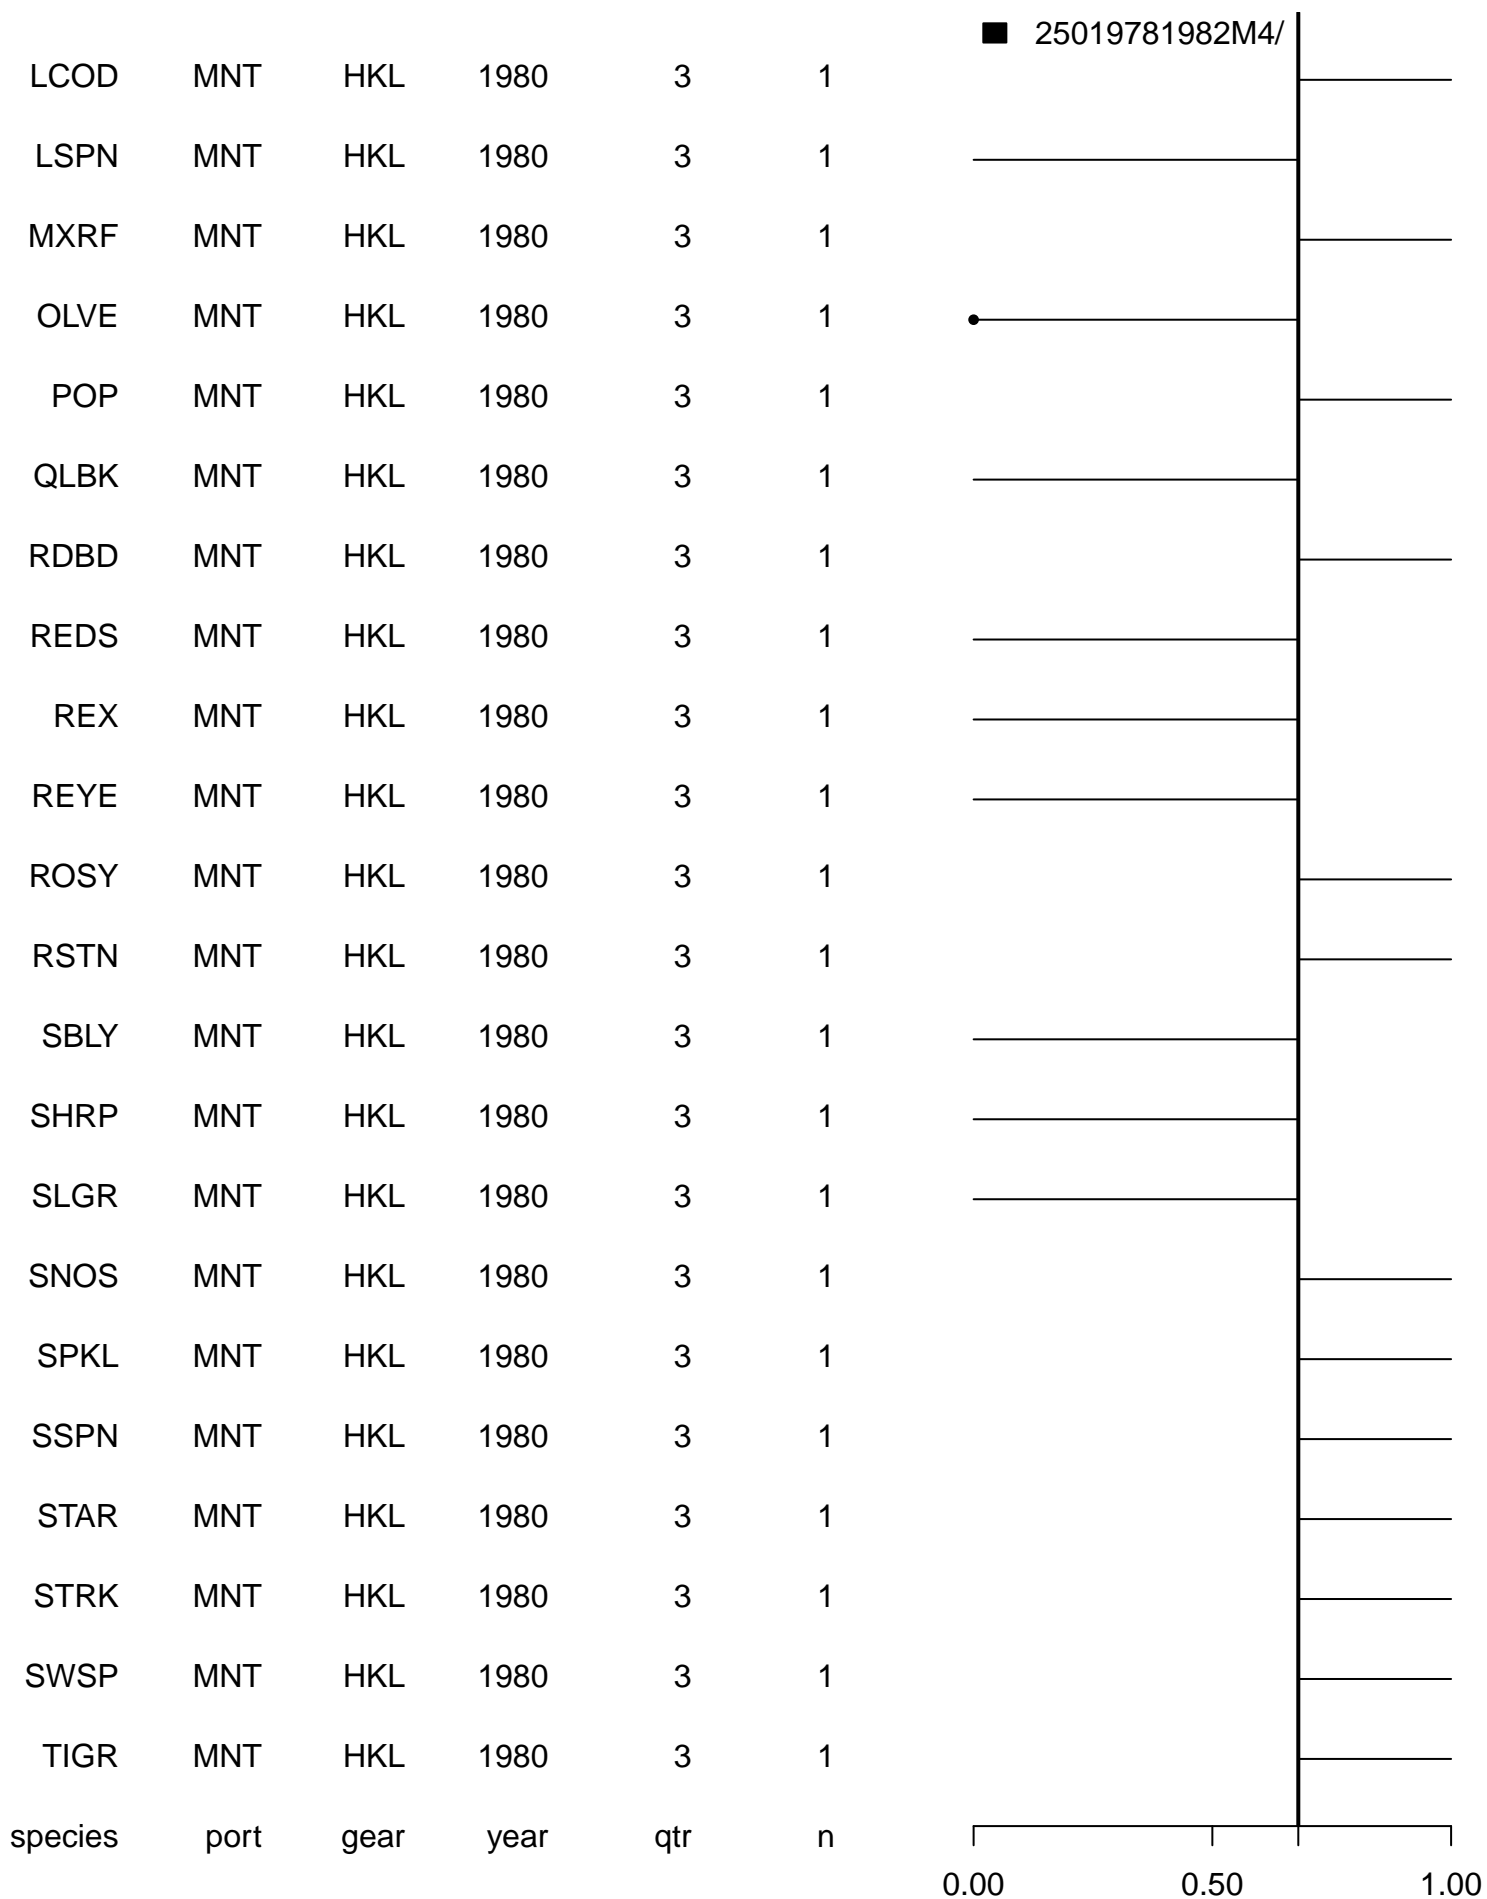 25019781982M4/
LCOD MNT HKL 1980 3 1
LSPN MNT HKL 1980 3 1
MXRF MNT HKL 1980 3 1
OLVE MNT HKL 1980 3 1
POP MNT HKL 1980 3 1
QLBK MNT HKL 1980 3 1
RDBD MNT HKL 1980 3 1
REDS MNT HKL 1980 3 1
REX MNT HKL 1980 3 1
REYE MNT HKL 1980 3 1
ROSY MNT HKL 1980 3 1
RSTN MNT HKL 1980 3 1
SBLY MNT HKL 1980 3 1
SHRP MNT HKL 1980 3 1
SLGR MNT HKL 1980 3 1
SNOS MNT HKL 1980 3 1
SPKL MNT HKL 1980 3 1
SSPN MNT HKL 1980 3 1
STAR MNT HKL 1980 3 1
STRK MNT HKL 1980 3 1
SWSP MNT HKL 1980 3 1
TIGR MNT HKL 1980 3 1
species port gear year qtr n
0.00 0.50 1.00